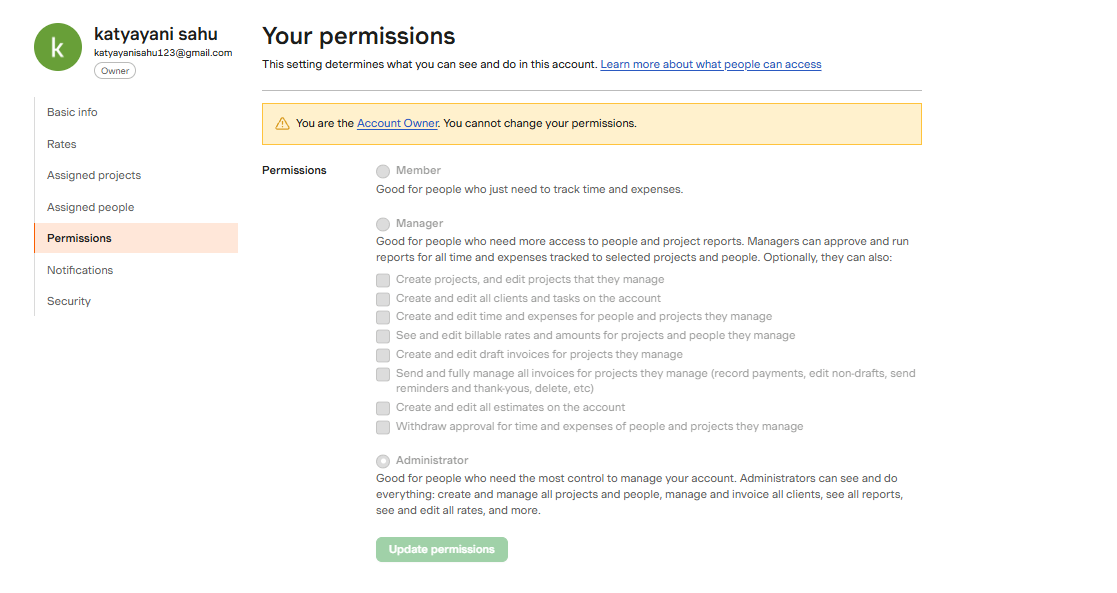 k
katyayani sahu
katyayanisahu123@gmail.com
Owner
Basic info
Rates
Assigned projects
Assigned people
Permissions
Notifications
Security
Your permissions
This setting determines what you can see and do in this account. Learn more about what people can access
You are the Account Owner. You cannot change your permissions.
Permissions
Member
Good for people who just need to track time and expenses.
Manager
Good for people who need more access to people and project reports. Managers can approve and run
reports for all time and expenses tracked to selected projects and people. Optionally, they can also:
Create projects, and edit projects that they manage
Create and edit all clients and tasks on the account
Create and edit time and expenses for people and projects they manage
See and edit billable rates and amounts for projects and people they manage
Create and edit draft invoices for projects they manage
Send and fully manage all invoices for projects they manage (record payments, edit non-drafts, send
reminders and thank-yous, delete, etc)
Create and edit all estimates on the account
Withdraw approval for time and expenses of people and projects they manage
Administrator
Good for people who need the most control to manage your account. Administrators can see and do
everything: create and manage all projects and people, manage and invoice all clients, see all reports,
see and edit all rates, and more.
Update permissions